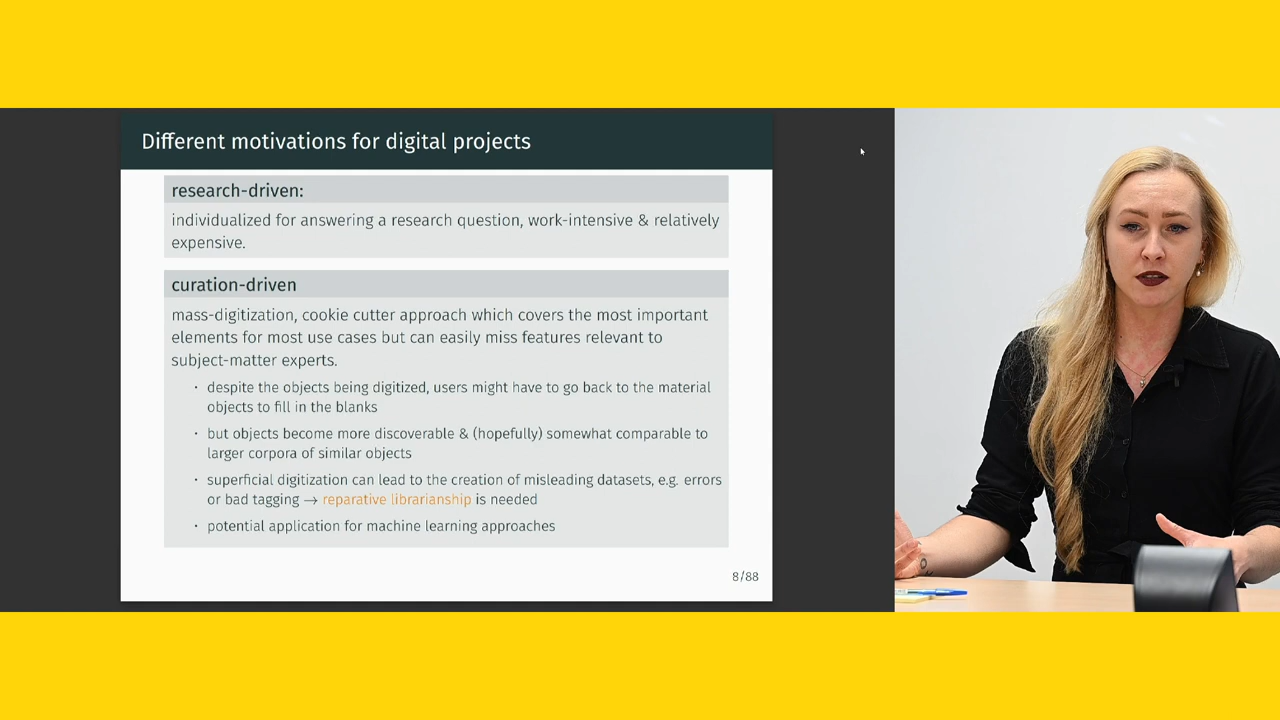 Different motivations for digital projects
research-driven:
individualized for answering a research question, work-intensive & relatively
expensive.
curation-driven
mass-digitization, cookie cutter approach which covers the most important
elements for most use cases but can easily miss features relevant to
subject-matter experts.
· despite the objects being digitized, users might have to go back to the material
objects to fill in the blanks
· but objects become more discoverable & (hopefully) somewhat comparable to
larger corpora of similar objects
· superficial digitization can lead to the creation of misleading datasets, e.g. errors
or bad tagging → reparative librarianship is needed
· potential application for machine learning approaches
8/88